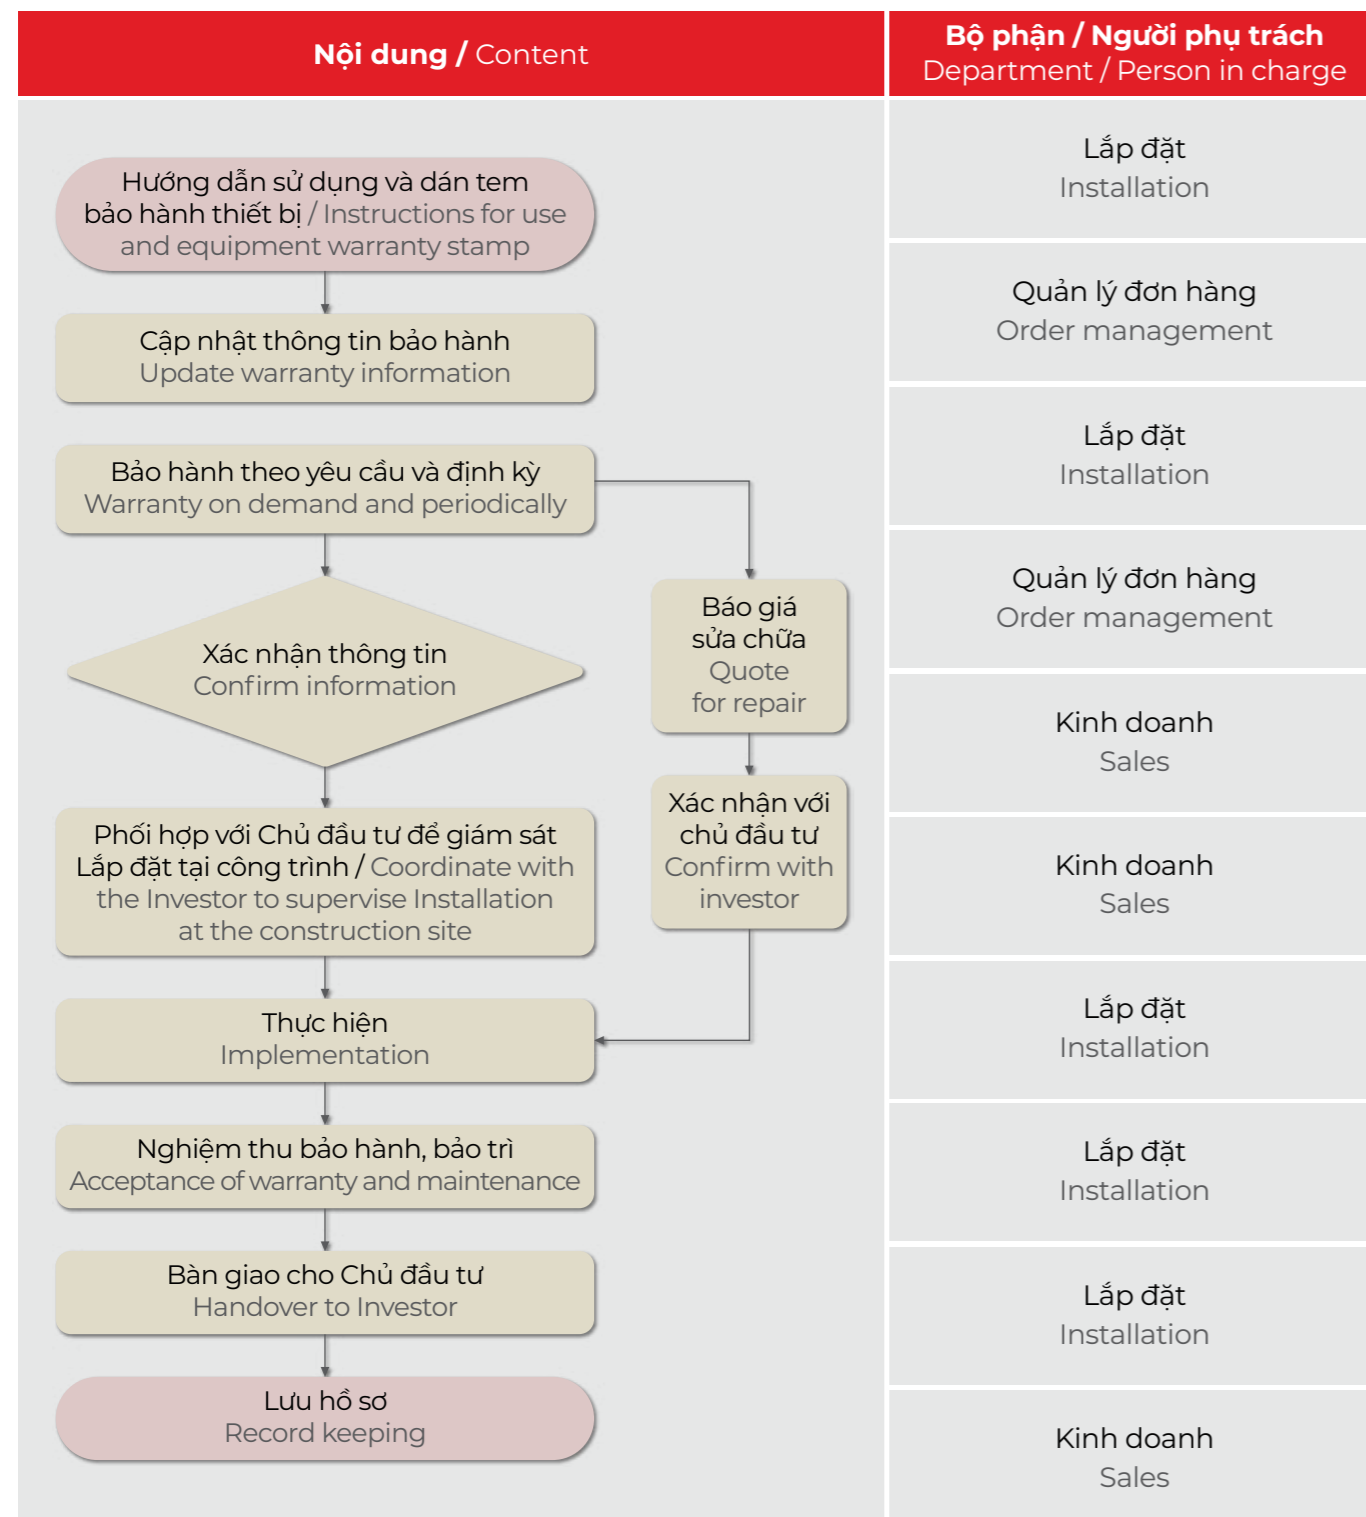 Nội dung / Content
Bộ phận / Người phụ trách
Department / Person in charge
Hướng dẫn sử dụng và dán tem
bảo hành thiết bị / Instructions for use
and equipment warranty stamp
Cập nhật thông tin bảo hành
Update warranty information
Bảo hành theo yêu cầu và định kỳ
Warranty on demand and periodically
Xác nhận thông tin
Confirm information
Báo giá
sửa chữa
Quote
for repair
Phối hợp với Chủ đầu tư để giám sát
Lắp đặt tại công trình / Coordinate with
the Investor to supervise Installation
at the construction site
Xác nhận với
chủ đầu tư
Confirm with
investor
Thực hiện
Implementation
Nghiệm thu bảo hành, bảo trì
Acceptance of warranty and maintenance
Bàn giao cho Chủ đầu tư
Handover to Investor
Lưu hồ sơ
Record keeping
Lắp đặt
Installation
Quản lý đơn hàng
Order management
Lắp đặt
Installation
Quản lý đơn hàng
Order management
Kinh doanh
Sales
Kinh doanh
Sales
Lắp đặt
Installation
Lắp đặt
Installation
Lắp đặt
Installation
Kinh doanh
Sales